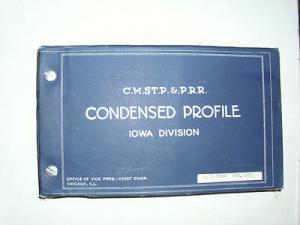 C.M.ST.P. & P.R.R.
CONDENSED PROFILE
IOWA DIVISION
OFFICE OF VICE PRES.-CHIEF ENGR.
CHICAGO, ILL.